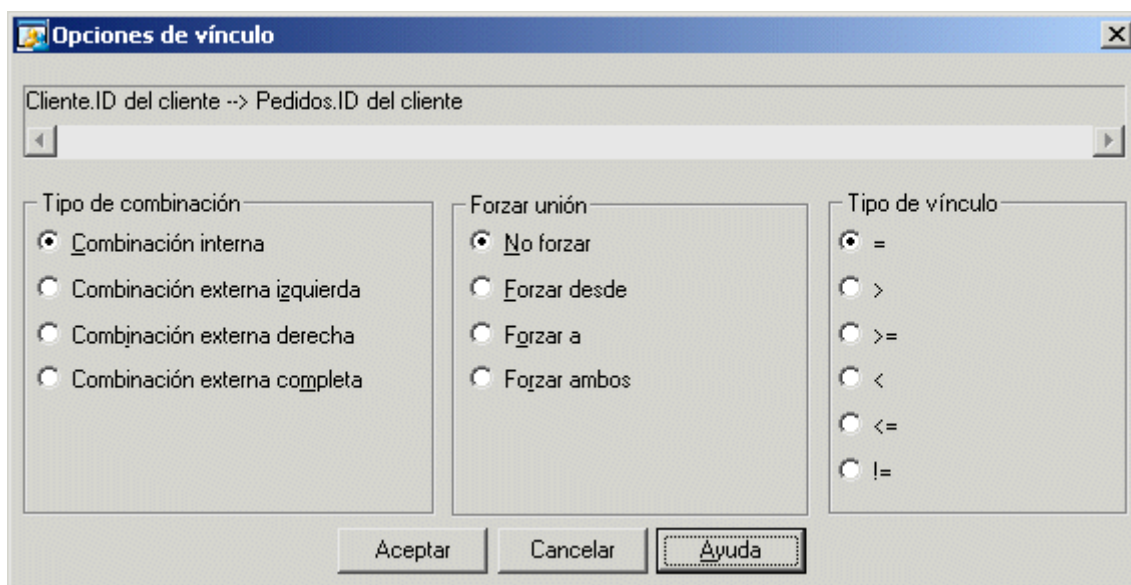 Opciones de vínculo
Cliente.ID del cliente --> Pedidos.ID del cliente
Tipo de combinación
Combinación interna
Combinación externa izquierda
Combinación externa derecha
Combinación externa completa
Forzar unión
No forzar
Forzar desde
Forzar a
Forzar ambos
Tipo de vínculo
=
>
>=
<
<=
!=
Aceptar
Cancelar
Ayuda